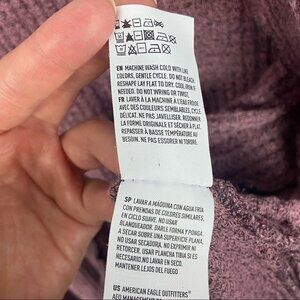 EN MACHINE WASH COLD WITH LIKE
COLORS, GENTLE CYCLE. DO NOT BLEACH.
RESHAPE LAY FLAT TO DRY. COOL IRON IF
NEEDED. DO NOT WRING OR TWIST.
FR LAVER À LA MACHINE À L'EAU FROIDE
AVEC DES COULEURS SEMBLABLES, CYCLE
DÉLICAT. NE PAS JAVELLISER. REDONNER
LA FORME ORIGINALE ET SÉCHER À PLAT.
REPASSER À BASSE TEMPÉRATURE AU
BESOIN. NE PAS ESSORER NI TORDRE.
SP LAVAR A MÁQUINA CON AGUA FRÍA
CON PRENDAS DE COLORES SIMILARES,
EN CICLO SUAVE. NO USAR
BLANQUEADOR. DARLE FORMA Y PONGA
A SECAR SOBRE UNA SUPERFICIE PLANA.
NO USAR SECADORA. NO EXPRIMIR NI
RETORCER. USAR PLANCHA TIBIA SI ES
NECESARIO. NO LAVAR EN SECO.
MANTENER LEJOS DEL FUEGO
US AMERICAN EAGLE OUTFITTERS®
AEO MANAGEMENT